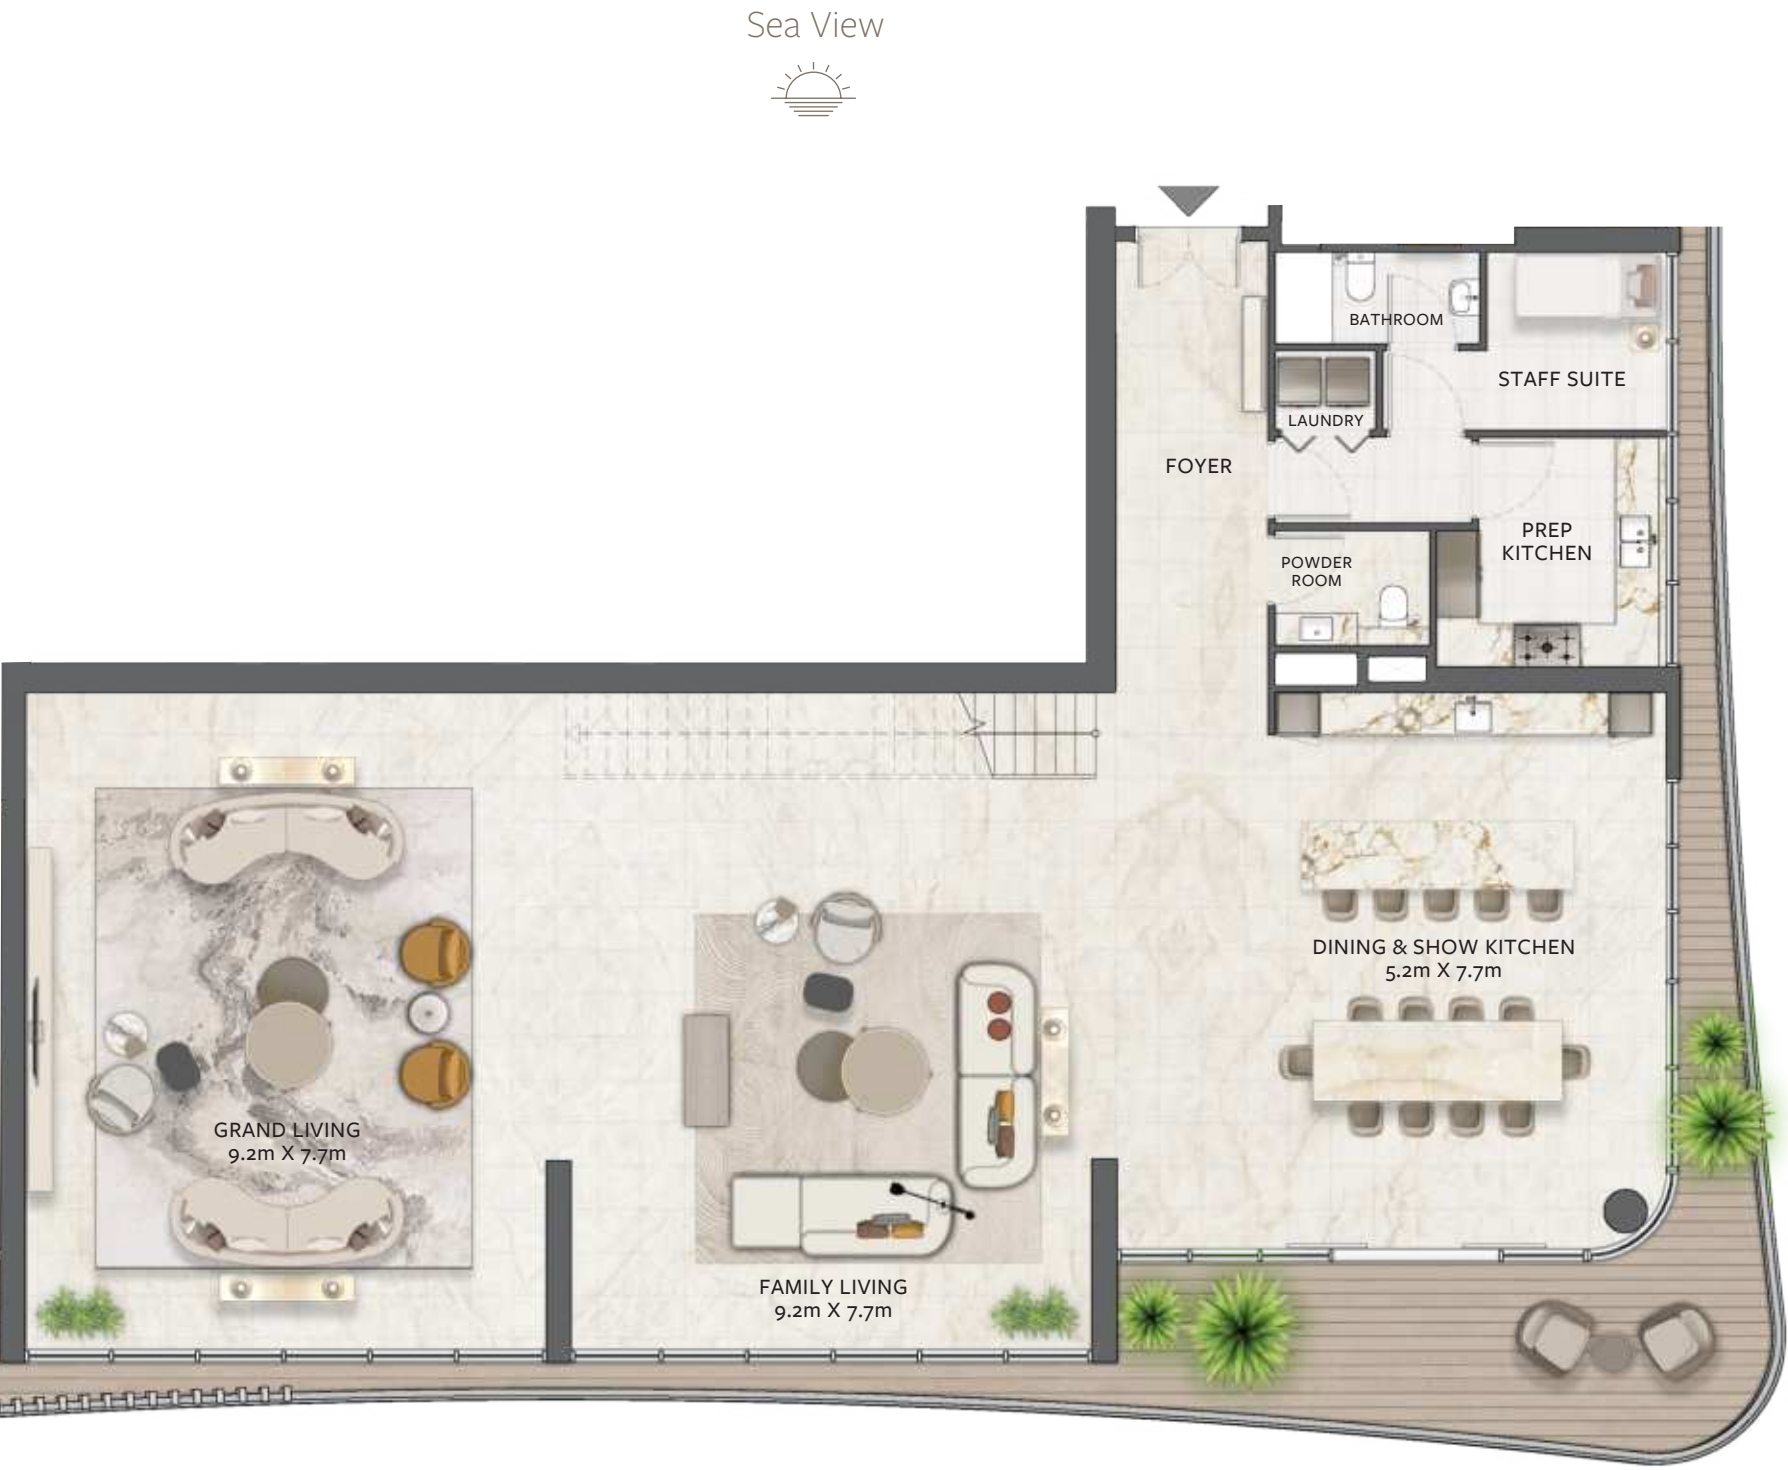 Sea View
BATHROOM
STAFF SUITE
LAUNDRY
FOYER
PREP
KITCHEN
POWDER
ROOM
DINING & SHOW KITCHEN
5.2m X 7.7m
GRAND LIVING
9.2m X 7.7m
FAMILY LIVING
9.2m X 7.7m